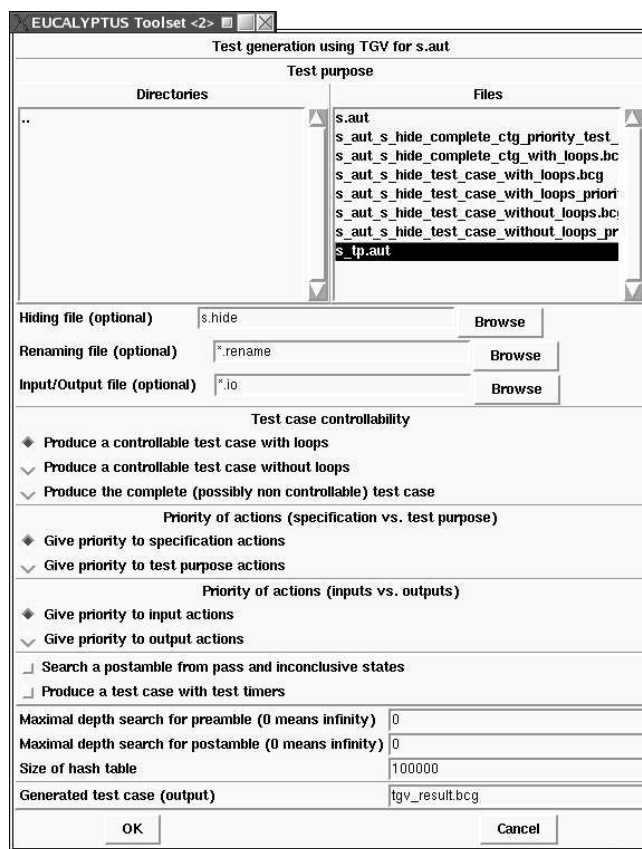 EUCALYPTUS Toolset <2>
Test generation using TGV for s.aut
Test purpose
Directories
Files
..
s.aut
s_aut_s_hide_complete_ctg_priority_test_
s_aut_s_hide_complete_ctg_with_loops.bc
s_aut_s_hide_test_case_with_loops.bcg
s_aut_s_hide_test_case_with_loops_priori
s_aut_s_hide_test_case_without_loops.bc
s_aut_s_hide_test_case_without_loops_pr
s_tp.aut
Hiding file (optional) s.hide Browse
Renaming file (optional) *.rename Browse
Input/Output file (optional) *.io Browse
Test case controllability
Produce a controllable test case with loops
Produce a controllable test case without loops
Produce the complete (possibly non controllable) test case
Priority of actions (specification vs. test purpose)
Give priority to specification actions
Give priority to test purpose actions
Priority of actions (inputs vs. outputs)
Give priority to input actions
Give priority to output actions
Search a postamble from pass and inconclusive states
Produce a test case with test timers
Maximal depth search for preamble (0 means infinity) 0
Maximal depth search for postamble (0 means infinity) 0
Size of hash table 100000
Generated test case (output) tgv_result.bcg
OK Cancel